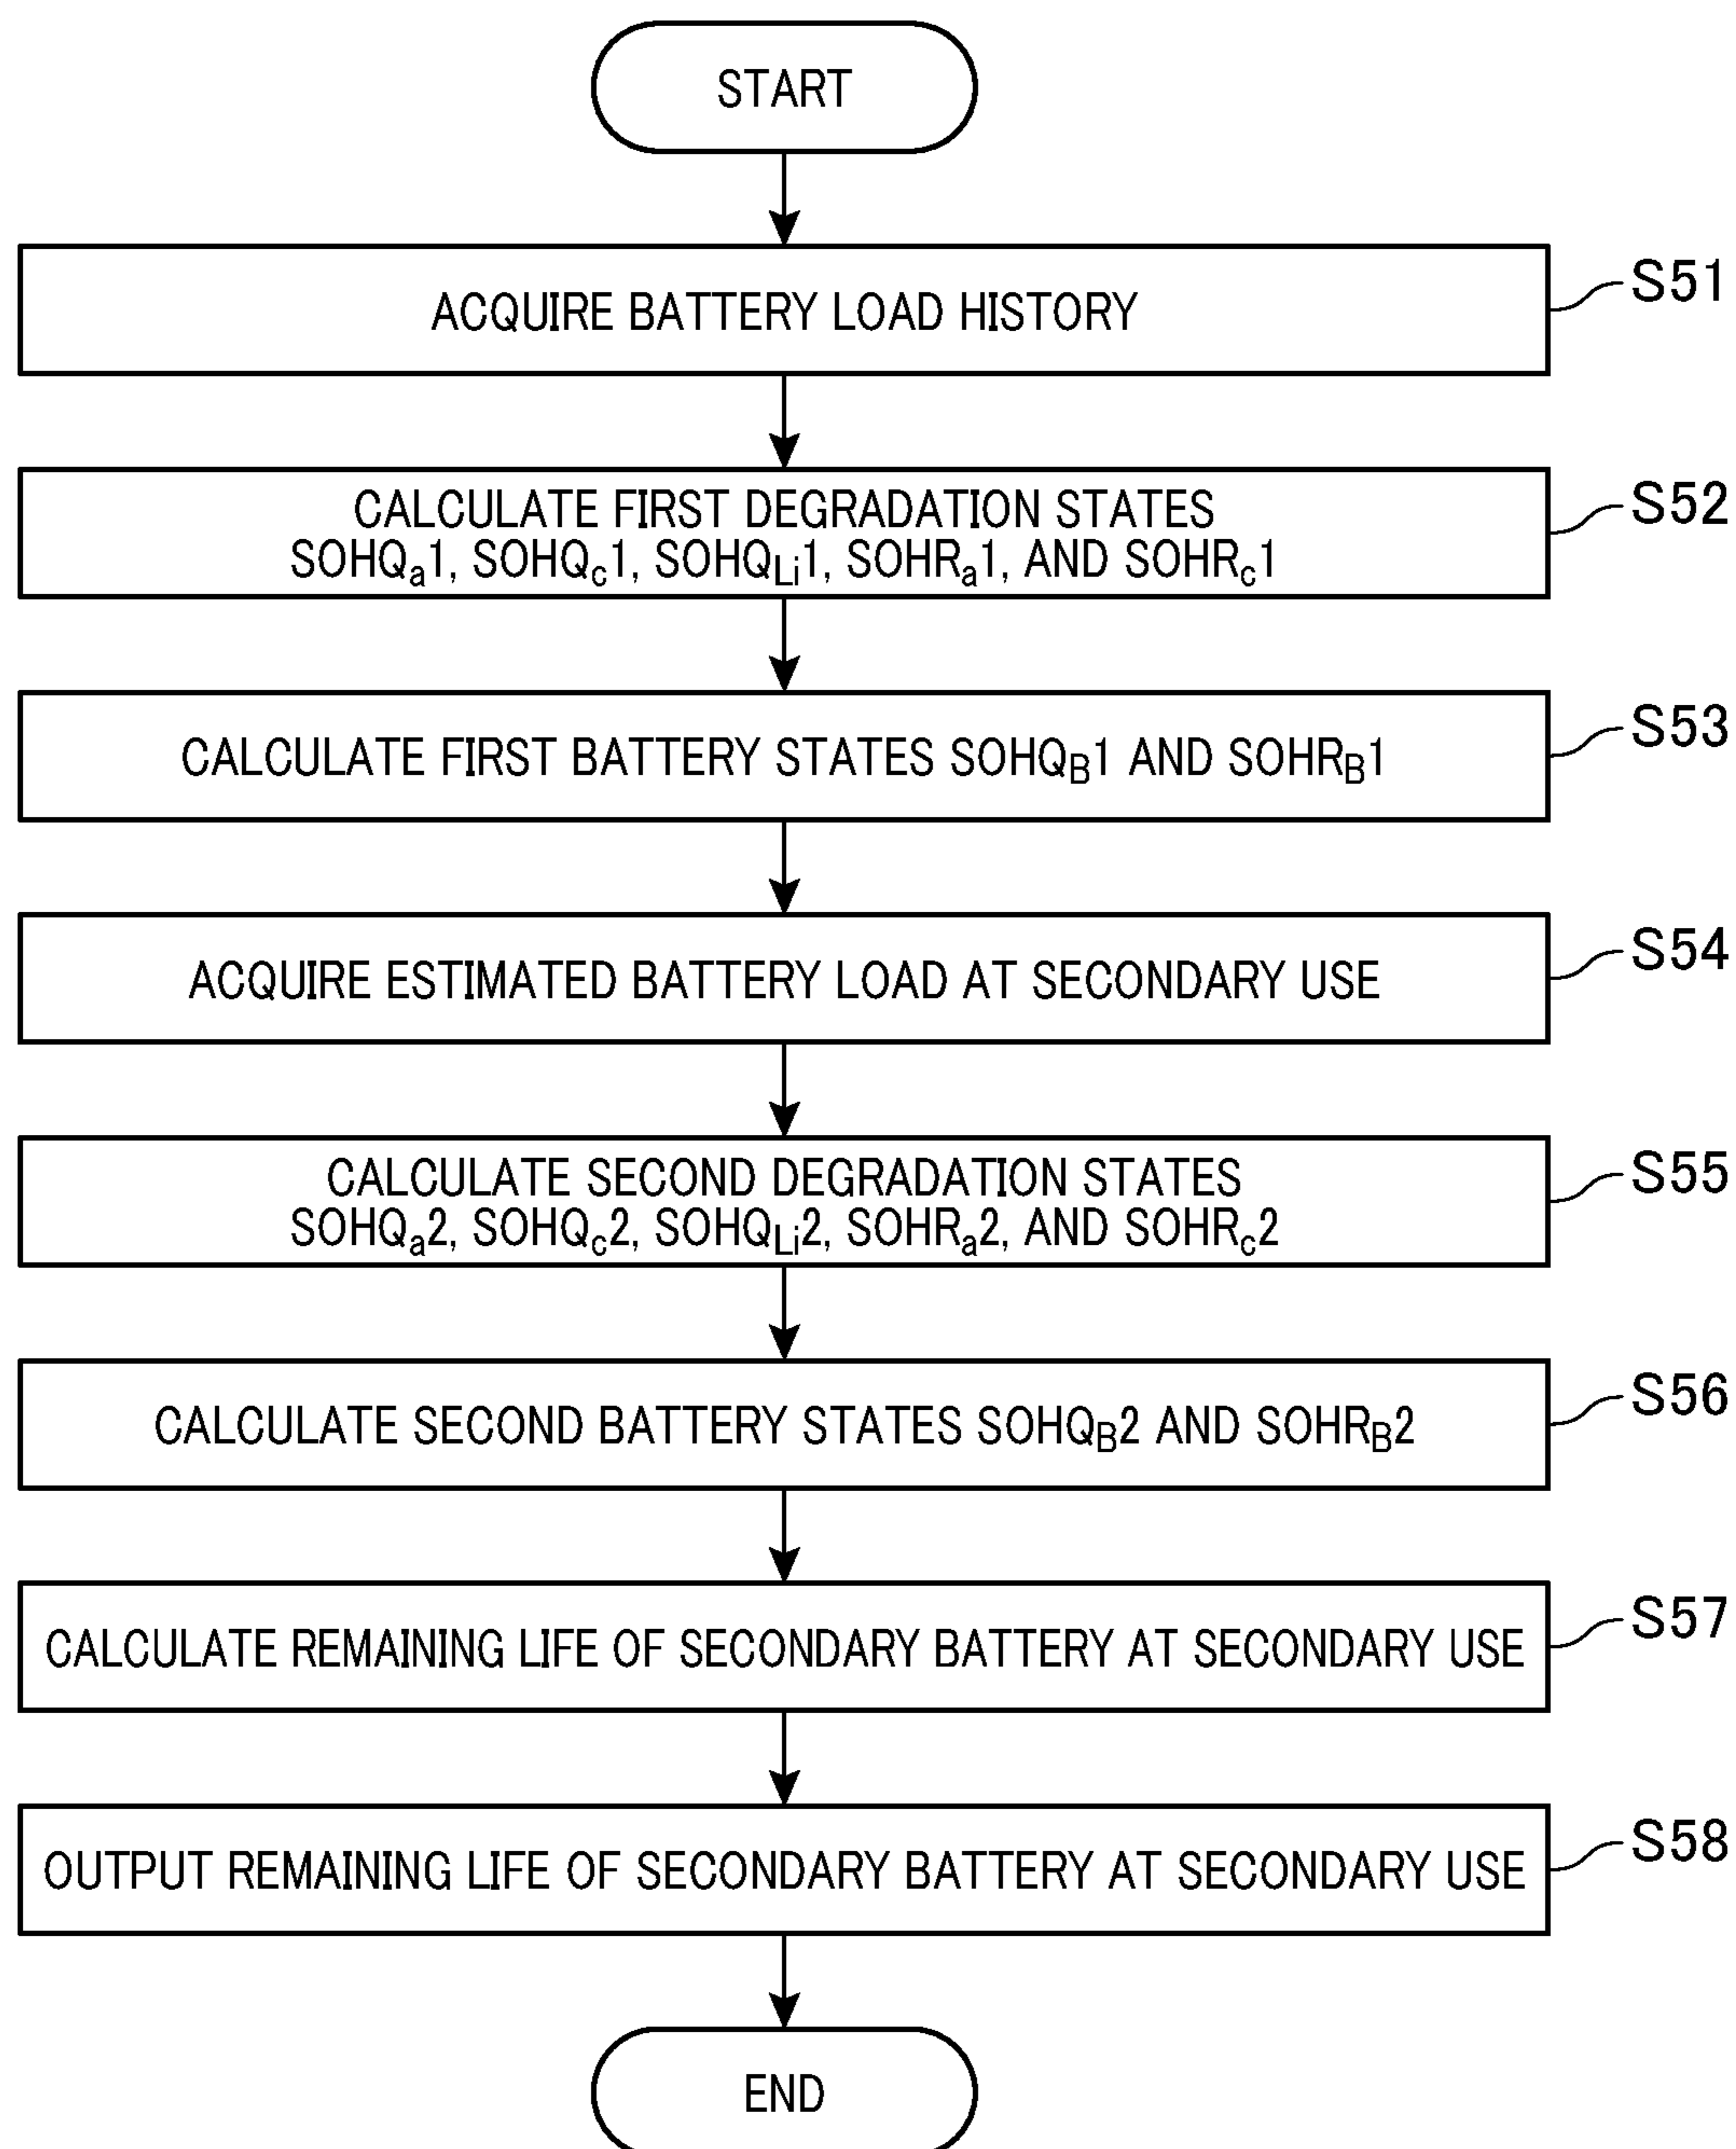 START
ACQUIRE BATTERY LOAD HISTORY
S51
CALCULATE FIRST DEGRADATION STATES
SOHQa1, SOHQc1, SOHQLi1, SOHRa1, AND SOHRc1
S52
CALCULATE FIRST BATTERY STATES SOHQB1 AND SOHRB1
S53
ACQUIRE ESTIMATED BATTERY LOAD AT SECONDARY USE
S54
CALCULATE SECOND DEGRADATION STATES
SOHQa2, SOHQc2, SOHQLi2, SOHRa2, AND SOHRc2
S55
CALCULATE SECOND BATTERY STATES SOHQB2 AND SOHRB2
S56
CALCULATE REMAINING LIFE OF SECONDARY BATTERY AT SECONDARY USE
S57
OUTPUT REMAINING LIFE OF SECONDARY BATTERY AT SECONDARY USE
S58
END